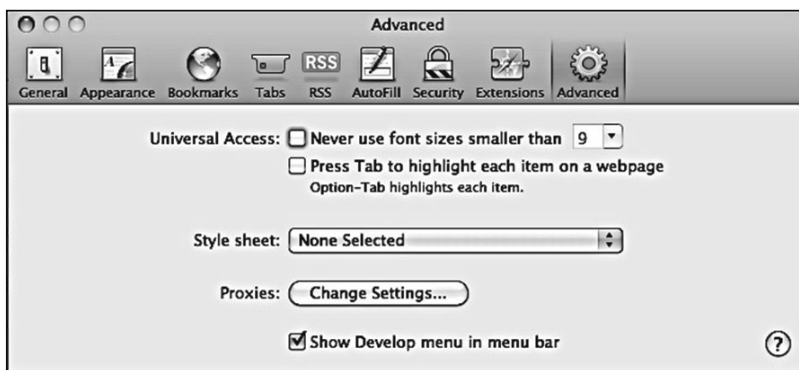 Advanced
RSS
General Appearance Bookmarks Tabs RSS AutoFill Security Extensions Advanced
Universal Access: Never use font sizes smaller than 9
Press Tab to highlight each item on a webpage
Option-Tab highlights each item.
Style sheet: None Selected
Proxies: Change Settings...
Show Develop menu in menu bar
?